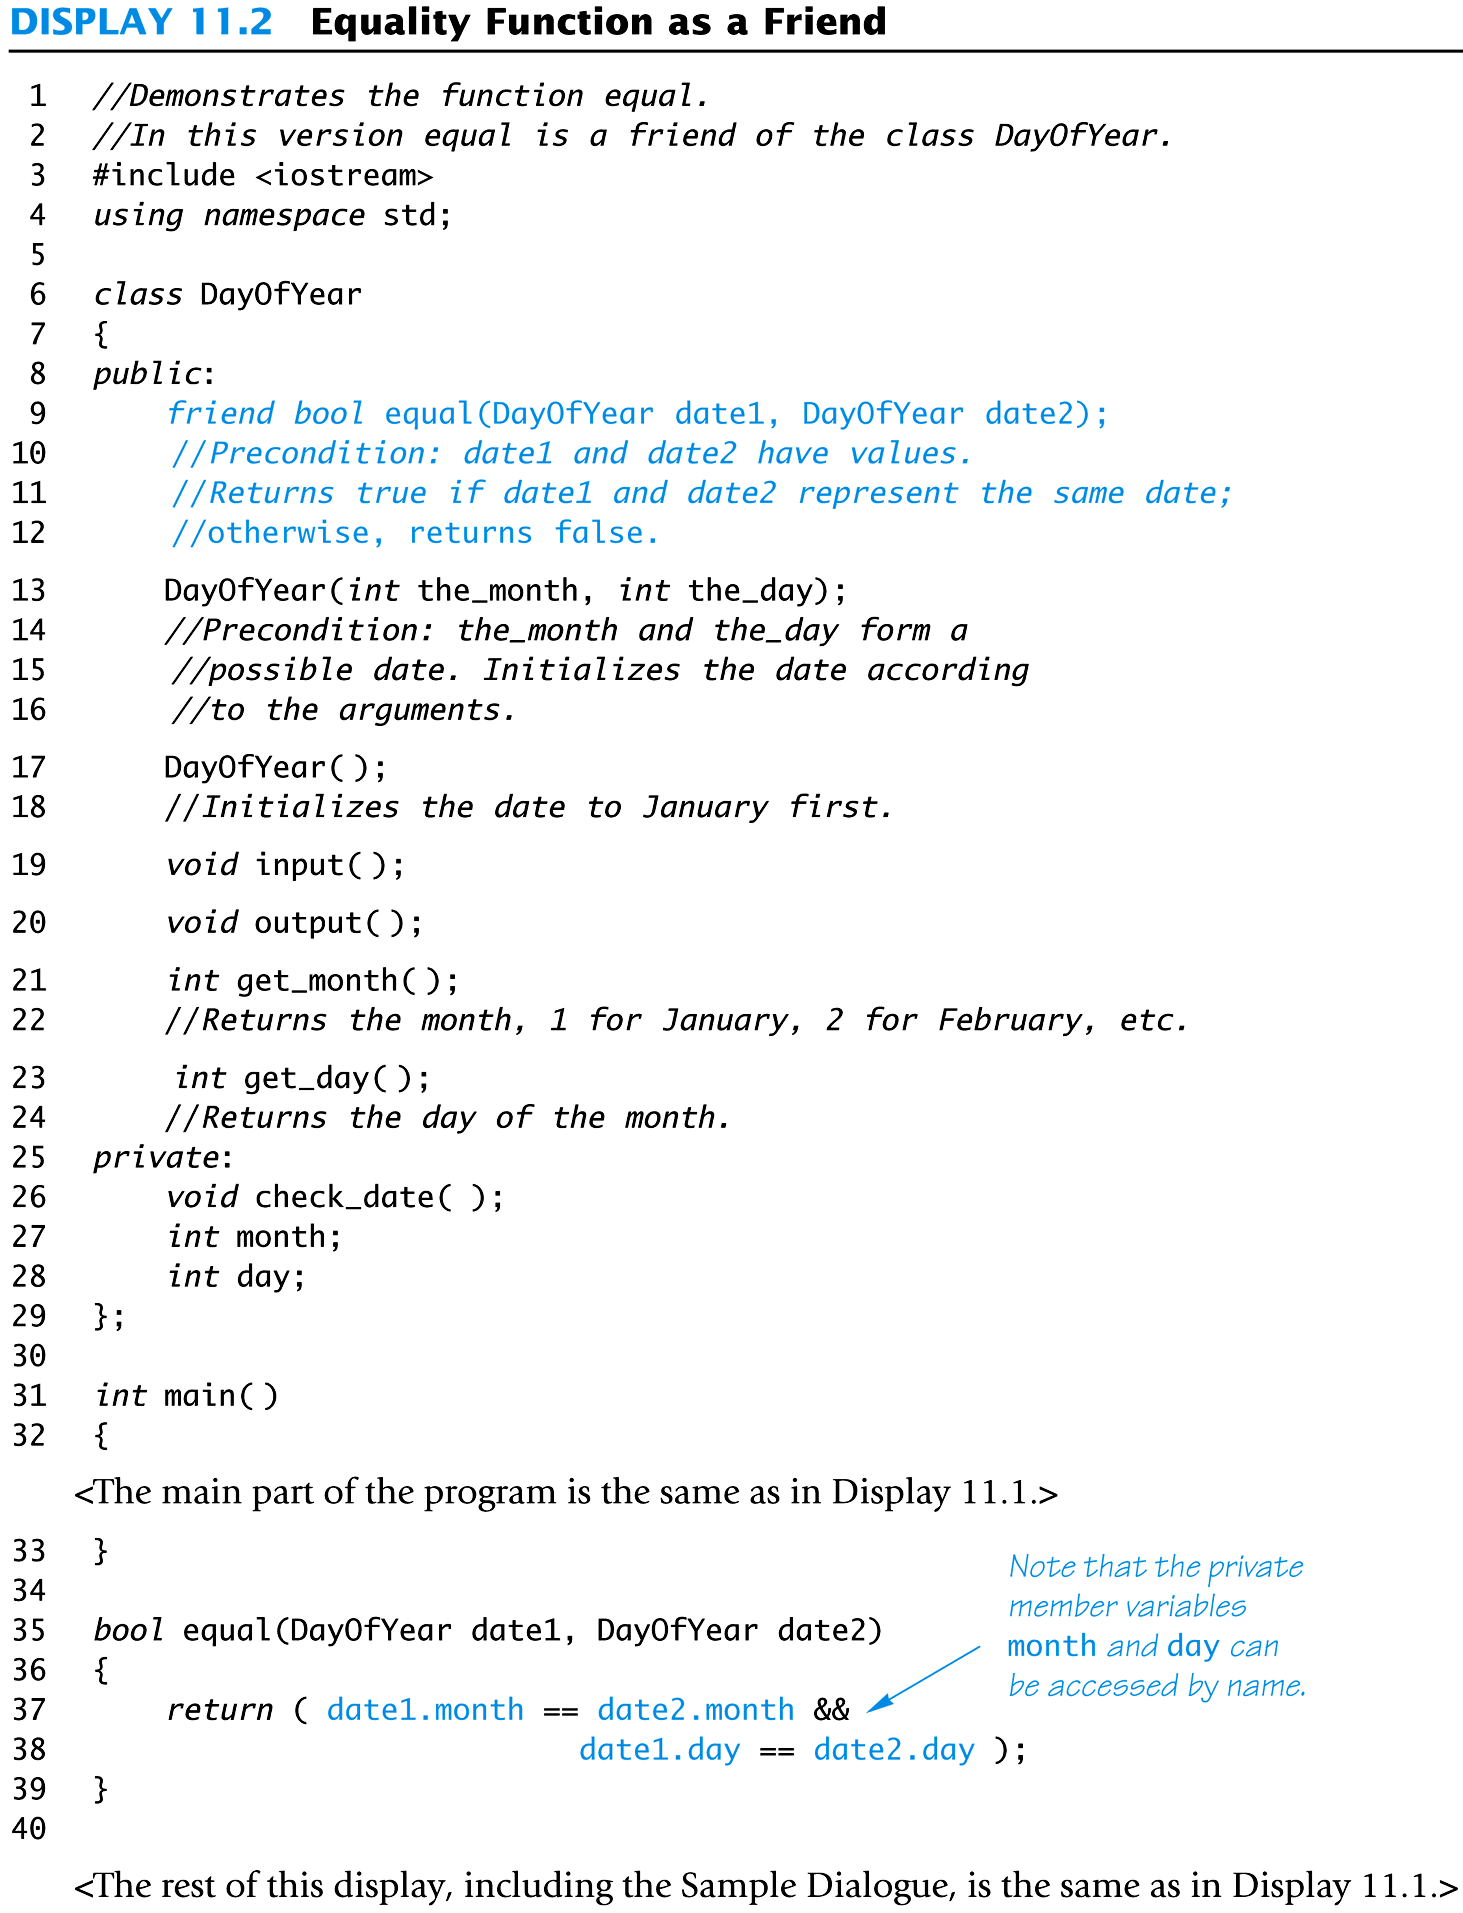 DISPLAY 11.2 Equality Function as a Friend
1 //Demonstrates the function equal.
2 //In this version equal is a friend of the class DayOfYear.
3 #include <iostream>
4 using namespace std;
5
6 class DayOfYear
7 {
8 public:
9 friend bool equal(DayOfYear date1, DayOfYear date2);
10 //Precondition: date1 and date2 have values.
11 //Returns true if date1 and date2 represent the same date;
12 //otherwise, returns false.
13 DayOfYear(int the_month, int the_day);
14 //Precondition: the_month and the_day form a
15 //possible date. Initializes the date according
16 //to the arguments.
17 DayOfYear( );
18 //Initializes the date to January first.
19 void input( );
20 void output( );
21 int get_month( );
22 //Returns the month, 1 for January, 2 for February, etc.
23 int get_day( );
24 //Returns the day of the month.
25 private:
26 void check_date( );
27 int month;
28 int day;
29 };
30
31 int main( )
32 {
<The main part of the program is the same as in Display 11.1.>
33 }
34
35 bool equal(DayOfYear date1, DayOfYear date2)
36 {
37 return ( date1.month == date2.month &&
38 date1.day == date2.day );
39 }
40
Note that the private
member variables
month and day can
be accessed by name.
<The rest of this display, including the Sample Dialogue, is the same as in Display 11.1.>